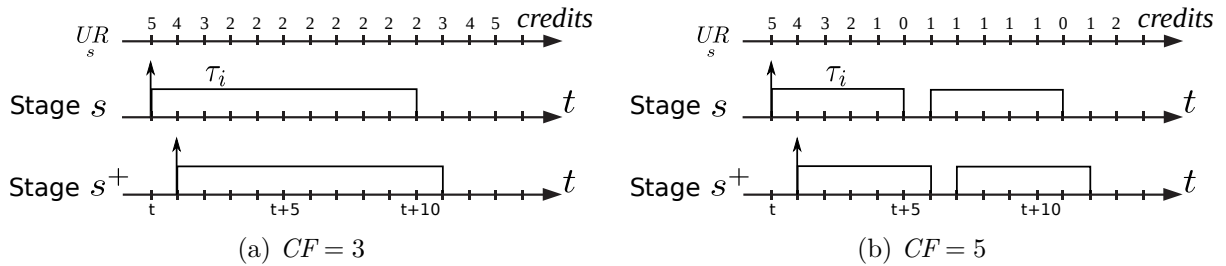 5 4 3 2 2 2 2 2 2 2 2 3 4 5 credits
UR s
τi
Stage s t
Stage s+ t
t t+5 t+10
(a) CF = 3
5 4 3 2 1 0 1 1 1 1 1 0 1 2 credits
UR s
τi
Stage s t
Stage s+ t
t t+5 t+10
(b) CF = 5